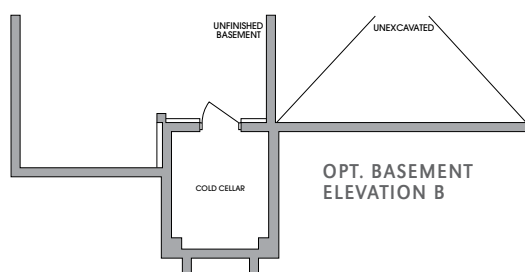 UNFINISHED
BASEMENT
UNEXCAVATED
COLD CELLAR
OPT. BASEMENT
ELEVATION B